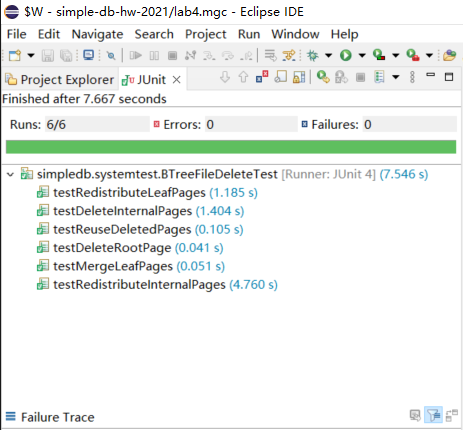 $W - simple-db-hw-2021/lab4.mgc - Eclipse IDE
File Edit Navigate Search Project Run Window Help
Project Explorer JUnit
Finished after 7.667 seconds
Runs: 6/6 Errors: 0 Failures: 0
simpledb.systemtest.BTreeFileDeleteTest [Runner: JUnit 4] (7.546 s)
testRedistributeLeafPages (1.185 s)
testDeleteInternalPages (1.404 s)
testReuseDeletedPages (0.105 s)
testDeleteRootPage (0.041 s)
testMergeLeafPages (0.051 s)
testRedistributeInternalPages (4.760 s)
Failure Trace